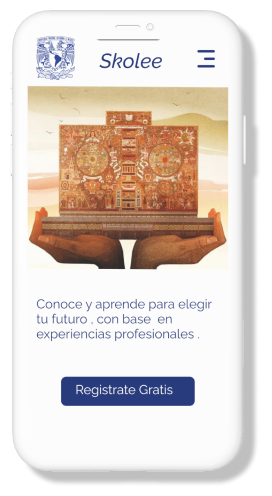 Skolee
Conoce y aprende para elegir
tu futuro , con base en
experiencias profesionales .
Registrate Gratis